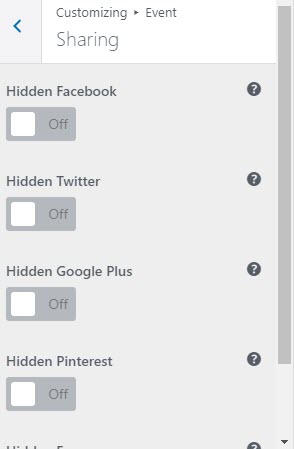 Customizing ▸ Event
Sharing
Hidden Facebook
Off
Hidden Twitter
Off
Hidden Google Plus
Off
Hidden Pinterest
Off